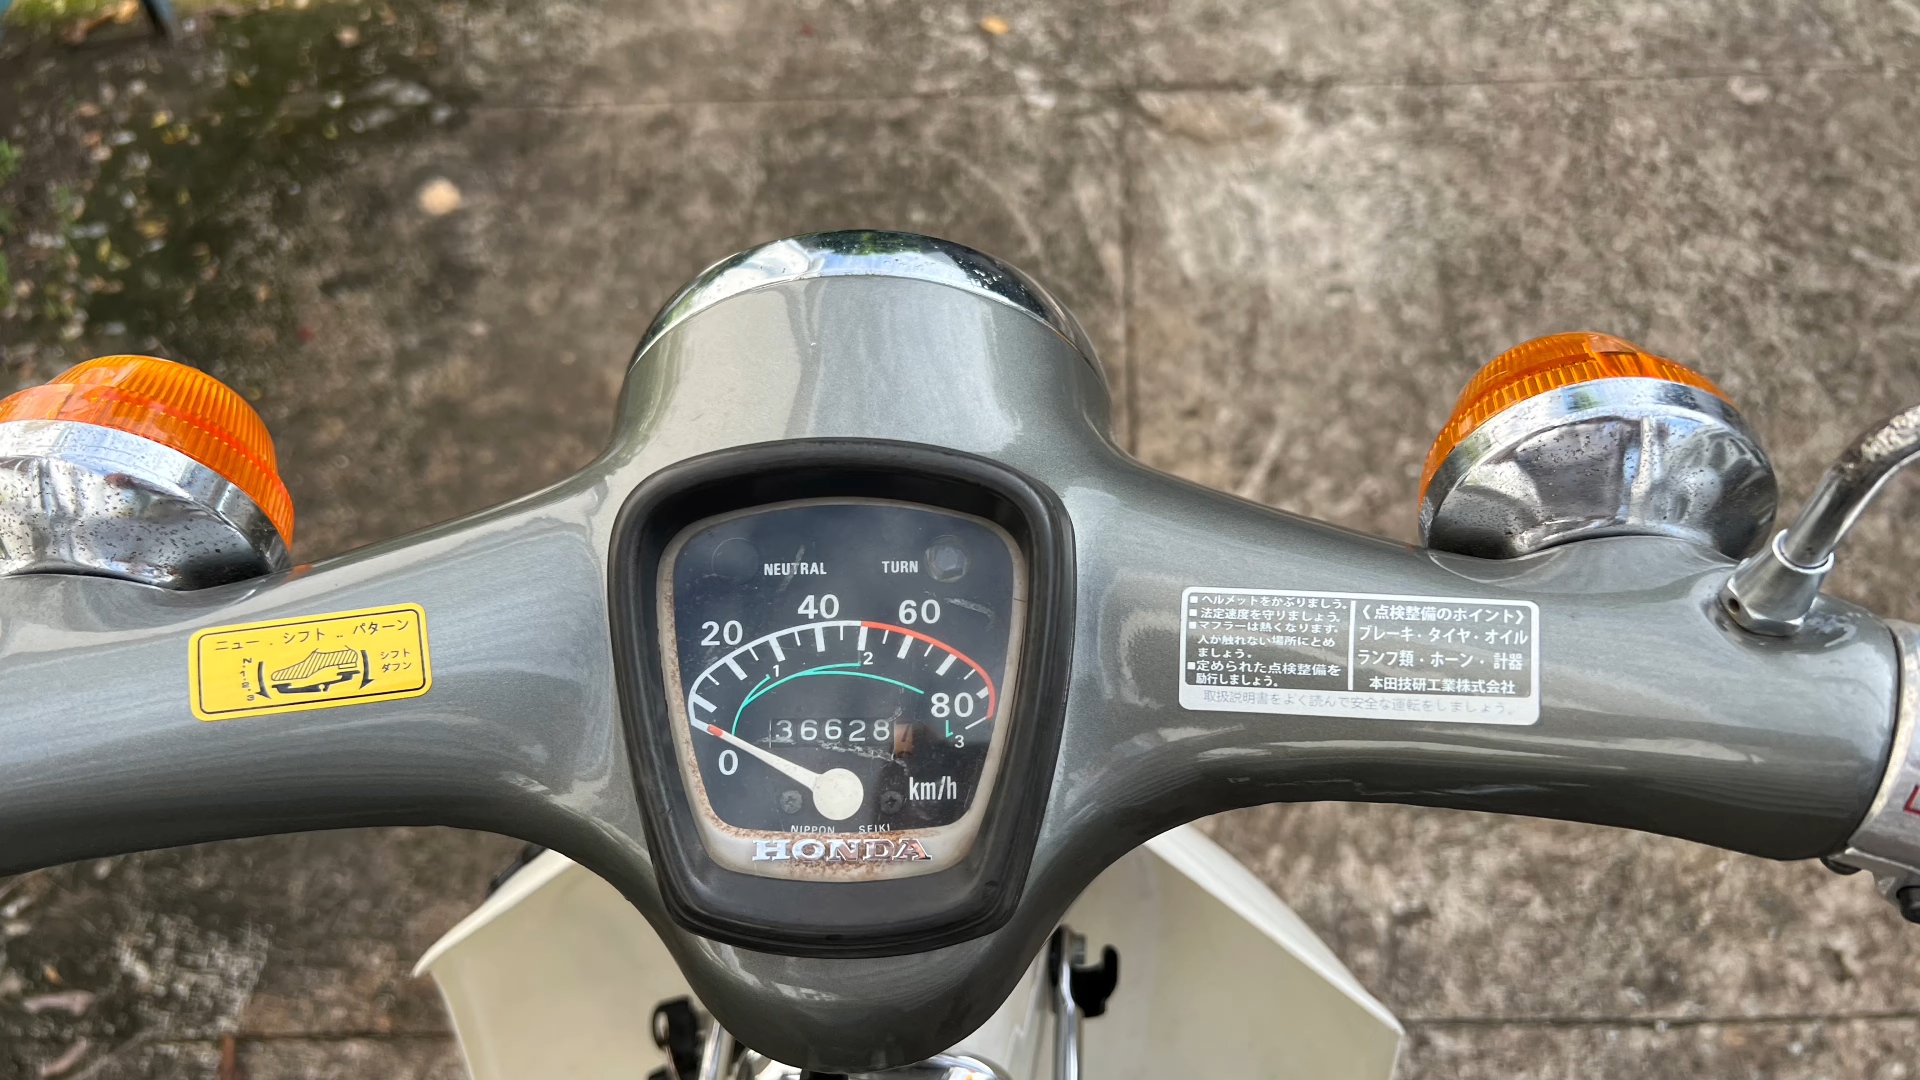 NEUTRAL TURN
20 40 60 80
1 2 3
36628
0
km/h
NIPPON SEIKI
HONDA
ニュー . シフト .. パターン
シフト
ダウン
■ヘルメットをかぶりましう。
■法定速度を守りましょう。
■マフラーは熱くなります。
人が触れない場所にとめ
ましょう。
■定められた点検整備を
励行しましょう。
《点検整備のポイント》
ブレーキ・タイヤ・オイル
ランプ類・ホーン・計器
本田技研工業株式会社
取扱説明書をよく読んで安全な運転をしましょう。